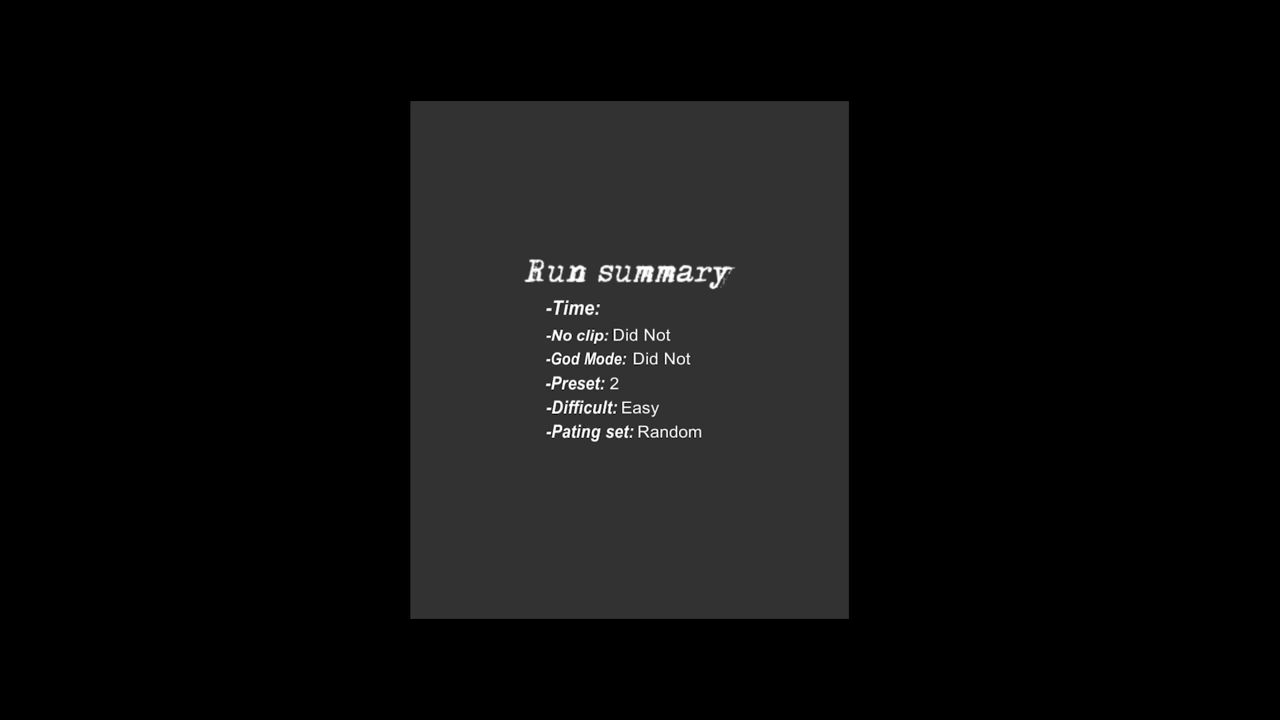 Run summary
-Time:
-No clip: Did Not
-God Mode: Did Not
-Preset: 2
-Difficult: Easy
-Pating set: Random